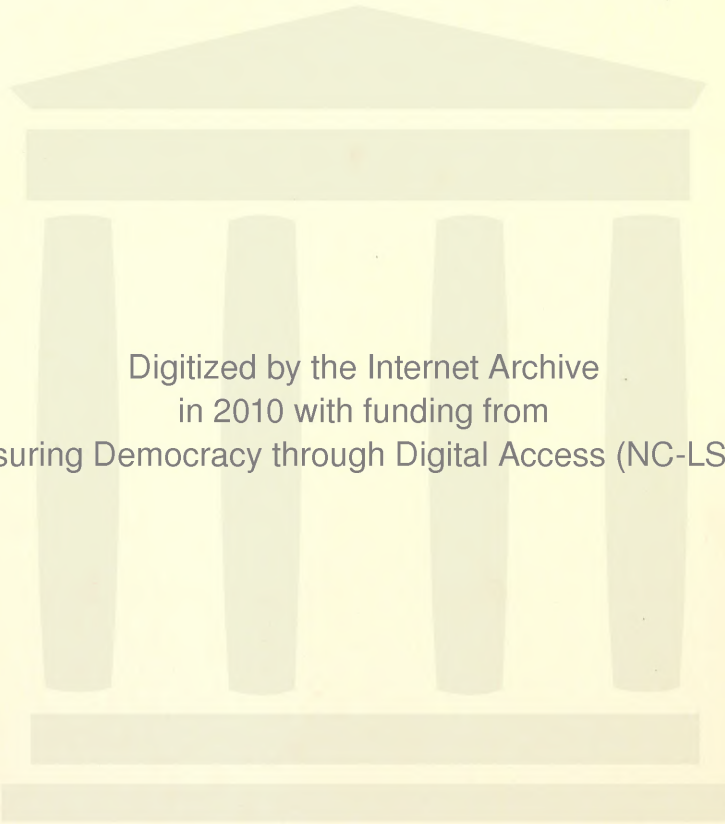 Digitized by the Internet Archive
in 2010 with funding from
suring Democracy through Digital Access (NC-LS